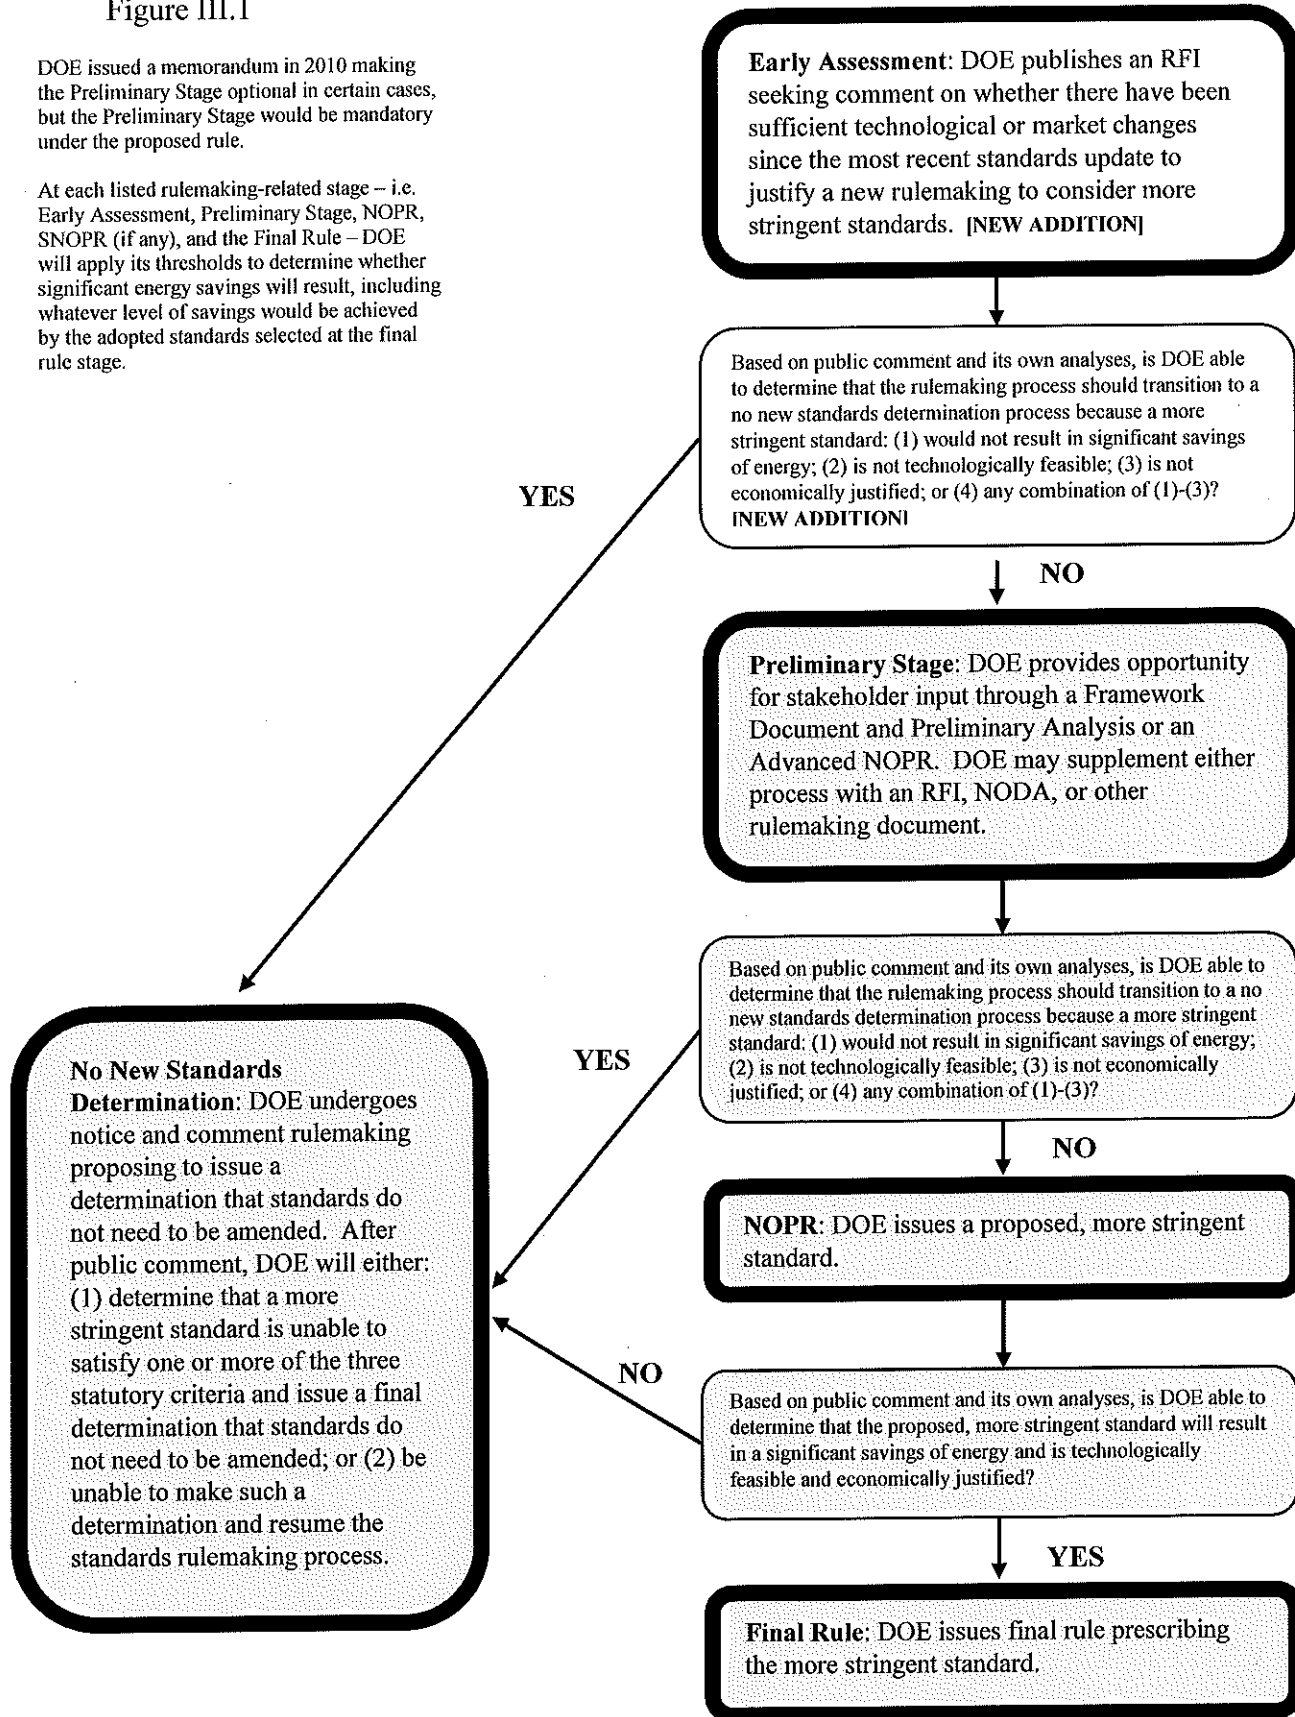 Figure III.1
DOE issued a memorandum in 2010 making
the Preliminary Stage optional in certain cases,
but the Preliminary Stage would be mandatory
under the proposed rule.
At each listed rulemaking-related stage – i.e.
Early Assessment, Preliminary Stage, NOPR,
SNOPR (if any), and the Final Rule – DOE
will apply its thresholds to determine whether
significant energy savings will result, including
whatever level of savings would be achieved
by the adopted standards selected at the final
rule stage.
Early Assessment: DOE publishes an RFI
seeking comment on whether there have been
sufficient technological or market changes
since the most recent standards update to
justify a new rulemaking to consider more
stringent standards. [NEW ADDITION]
Based on public comment and its own analyses, is DOE able
to determine that the rulemaking process should transition to a
no new standards determination process because a more
stringent standard: (1) would not result in significant savings
of energy; (2) is not technologically feasible; (3) is not
economically justified; or (4) any combination of (1)-(3)?
[NEW ADDITION]
YES
NO
Preliminary Stage: DOE provides opportunity
for stakeholder input through a Framework
Document and Preliminary Analysis or an
Advanced NOPR. DOE may supplement either
process with an RFI, NODA, or other
rulemaking document.
Based on public comment and its own analyses, is DOE able to
determine that the rulemaking process should transition to a no
new standards determination process because a more stringent
standard: (1) would not result in significant savings of energy;
(2) is not technologically feasible; (3) is not economically
justified; or (4) any combination of (1)-(3)?
YES
NO
NOPR: DOE issues a proposed, more stringent
standard.
Based on public comment and its own analyses, is DOE able to
determine that the proposed, more stringent standard will result
in a significant savings of energy and is technologically
feasible and economically justified?
NO
YES
Final Rule: DOE issues final rule prescribing
the more stringent standard.
No New Standards
Determination: DOE undergoes
notice and comment rulemaking
proposing to issue a
determination that standards do
not need to be amended. After
public comment, DOE will either:
(1) determine that a more
stringent standard is unable to
satisfy one or more of the three
statutory criteria and issue a final
determination that standards do
not need to be amended; or (2) be
unable to make such a
determination and resume the
standards rulemaking process.